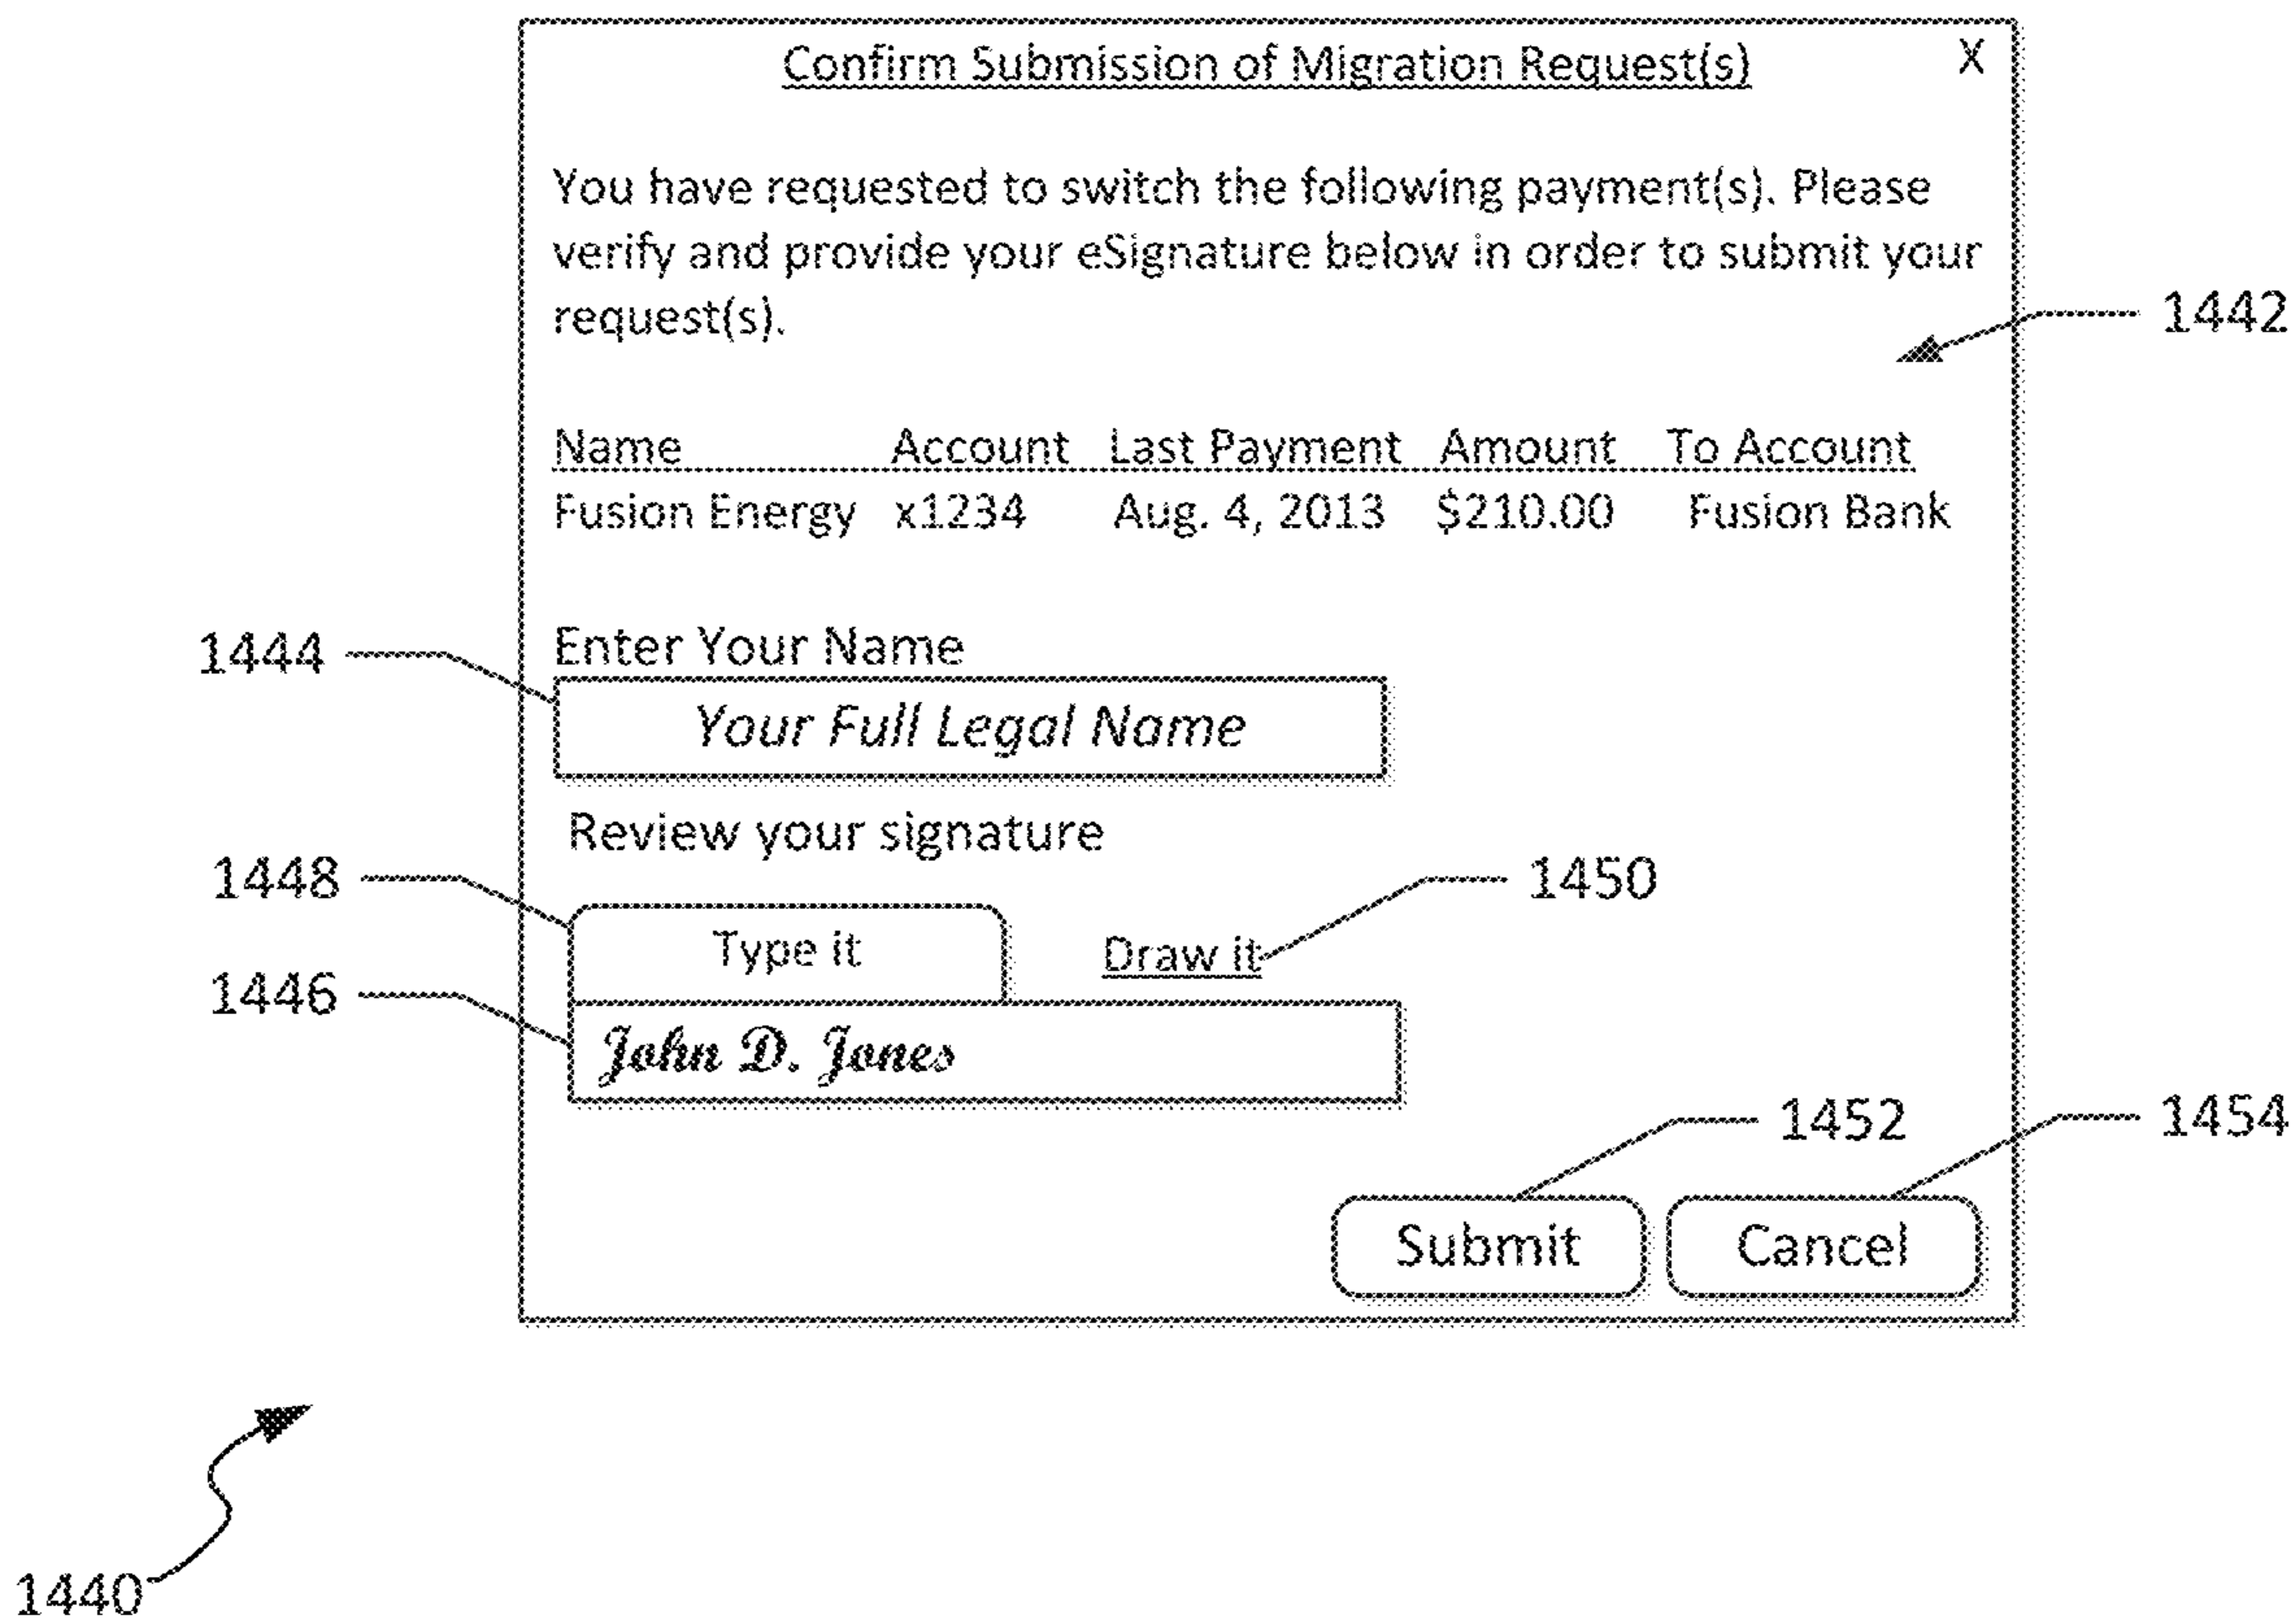 Confirm Submission of Migration Request(s) X
You have requested to switch the following payment(s). Please
verify and provide your eSignature below in order to submit your
request(s).
1442
Name Account Last Payment Amount To Account
Fusion Energy x1234 Aug. 4, 2013 $210.00 Fusion Bank
1444 Enter Your Name
Your Full Legal Name
Review your signature
1448 1450
Type it Draw it
1446
John D. Jones
1452 1454
Submit Cancel
1440